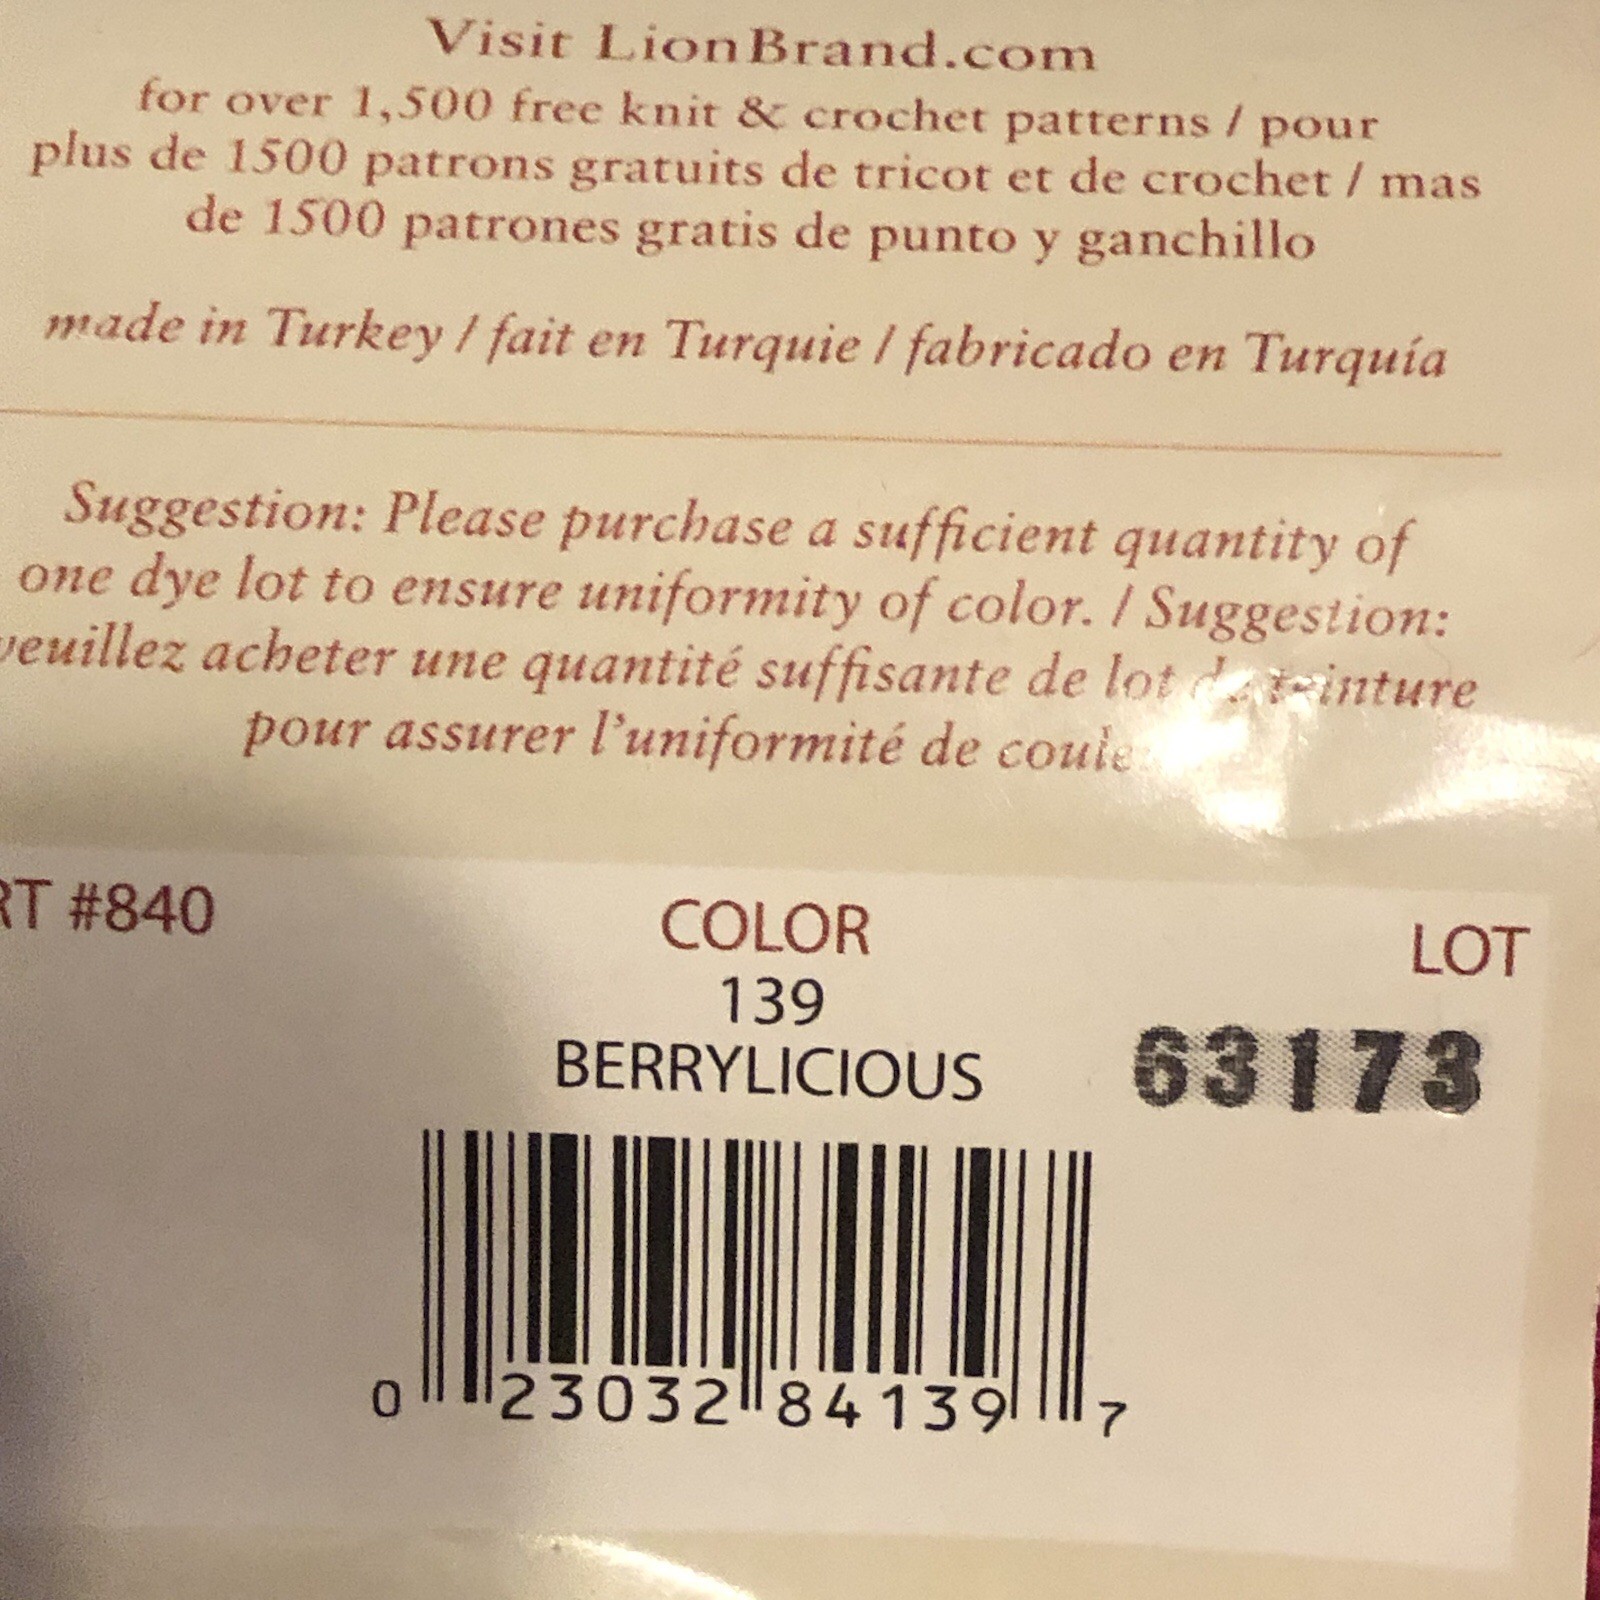 Visit LionBrand.com
for over 1,500 free knit & crochet patterns / pour
plus de 1500 patrons gratuits de tricot et de crochet / mas
de 1500 patrones gratis de punto y ganchillo
made in Turkey / fait en Turquie / fabricado en Turquía
Suggestion: Please purchase a sufficient quantity of
one dye lot to ensure uniformity of color. / Suggestion:
veuillez acheter une quantité suffisante de lot de teinture
pour assurer l'uniformité de
RT #840
COLOR
LOT
139
63173
BERRYLICIOUS
0 23032 84139 7